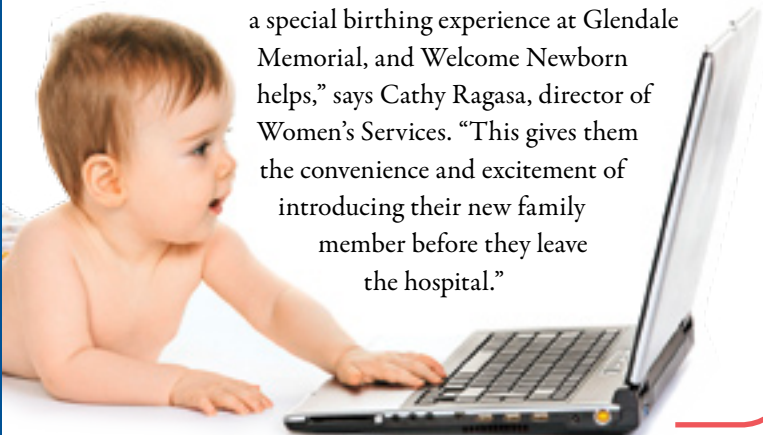 a special birthing experience at Glendale
Memorial, and Welcome Newborn
helps,” says Cathy Ragasa, director of
Women’s Services. “This gives them
the convenience and excitement of
introducing their new family
member before they leave
the hospital.”